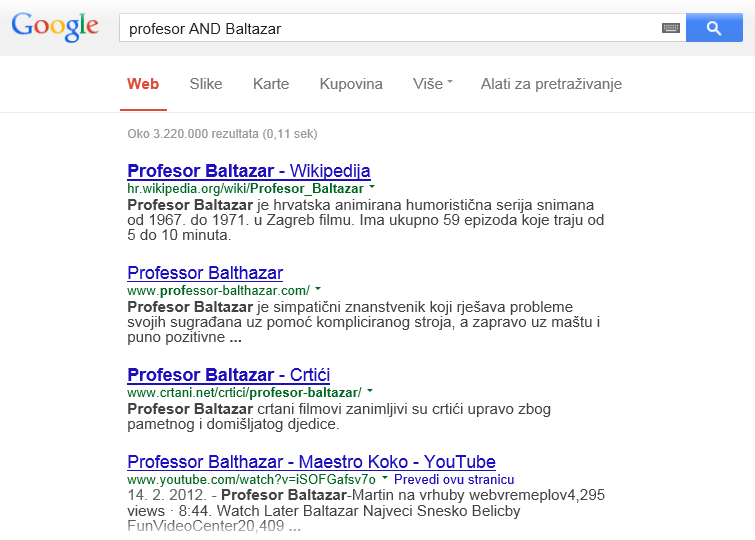 Google
profesor AND Baltazar
Web Slike Karte Kupovina Više Alati za pretraživanje
Oko 3.220.000 rezultata (0,11 sek)
Profesor Baltazar - Wikipedija
hr.wikipedia.org/wiki/Profesor_Baltazar
Profesor Baltazar je hrvatska animirana humoristična serija snimana
od 1967. do 1971. u Zagreb filmu. Ima ukupno 59 epizoda koje traju od
5 do 10 minuta.
Professor Balthazar
www.professor-balthazar.com/
Profesor Baltazar je simpatični znanstvenik koji rješava probleme
svojih sugrađana uz pomoć kompliciranog stroja, a zapravo uz maštu i
puno pozitivne ...
Profesor Baltazar - Crtići
www.crtani.net/crtici/profesor-baltazar/
Profesor Baltazar crtani filmovi zanimljivi su crtići upravo zbog
pametnog i domišljatog djedice.
Professor Balthazar - Maestro Koko - YouTube
www.youtube.com/watch?v=iSOFGafsv7o Prevedi ovu stranicu
14. 2. 2012. - Profesor Baltazar-Martin na vrhuby webvremeplov4,295
views · 8:44. Watch Later Baltazar Najveci Snesko Belicby
FunVideoCenter20,409 ...